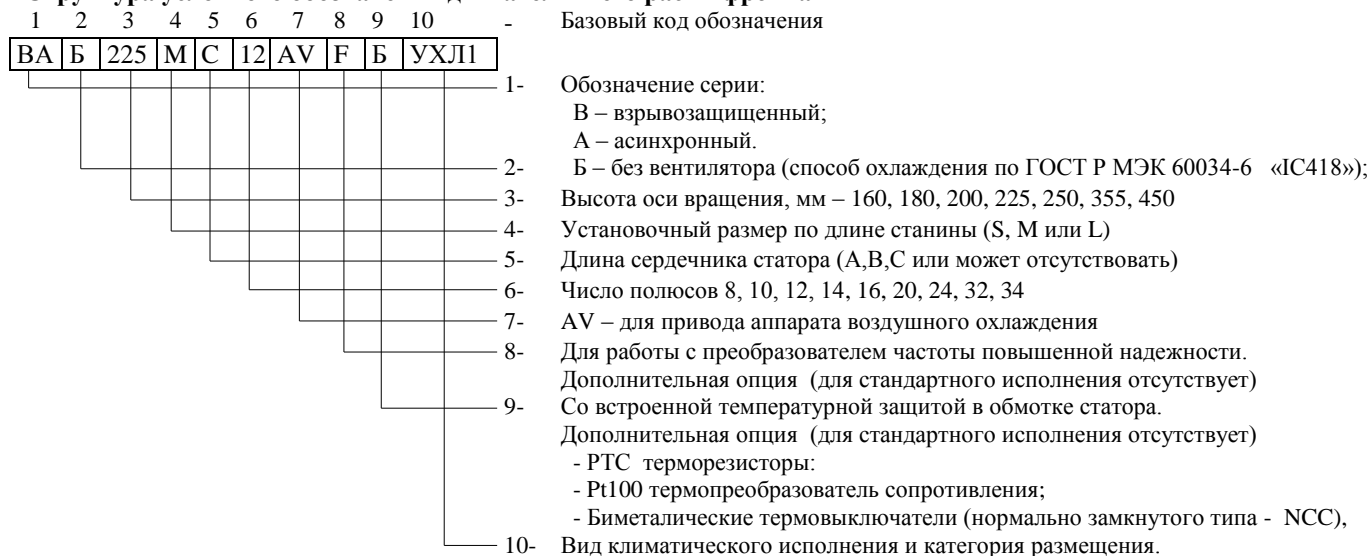 1 2 3 4 5 6 7 8 9 10 - Базовый код обозначения
ВА Б 225 М С 12 AV F Б УХЛ1
1- Обозначение серии:
В – взрывозащищенный;
А – асинхронный.
2- Б – без вентилятора (способ охлаждения по ГОСТ Р МЭК 60034-6 «IC418»);
3- Высота оси вращения, мм – 160, 180, 200, 225, 250, 355, 450
4- Установочный размер по длине станины (S, M или L)
5- Длина сердечника статора (А,В,С или может отсутствовать)
6- Число полюсов 8, 10, 12, 14, 16, 20, 24, 32, 34
7- AV – для привода аппарата воздушного охлаждения
8- Для работы с преобразователем частоты повышенной надежности.
Дополнительная опция (для стандартного исполнения отсутствует)
9- Со встроенной температурной защитой в обмотке статора.
Дополнительная опция (для стандартного исполнения отсутствует)
- РТС терморезисторы:
- Pt100 термопреобразователь сопротивления;
- Биметалические термовыключатели (нормально замкнутого типа - NCC),
10- Вид климатического исполнения и категория размещения.